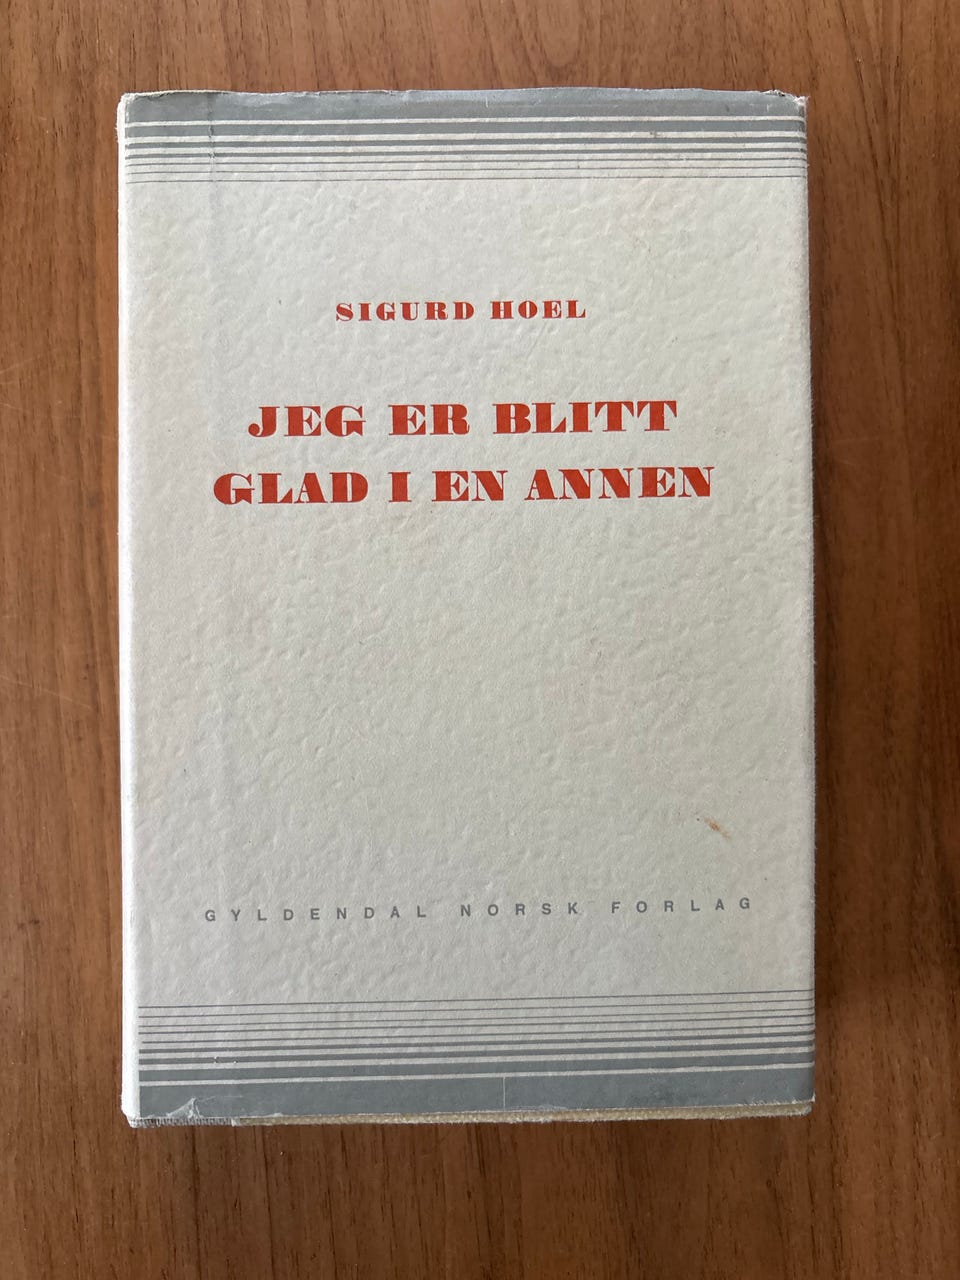 SIGURD HOEL
JEG ER BLITT
GLAD I EN ANNEN
GYLDENDAL NORSK FORLAG